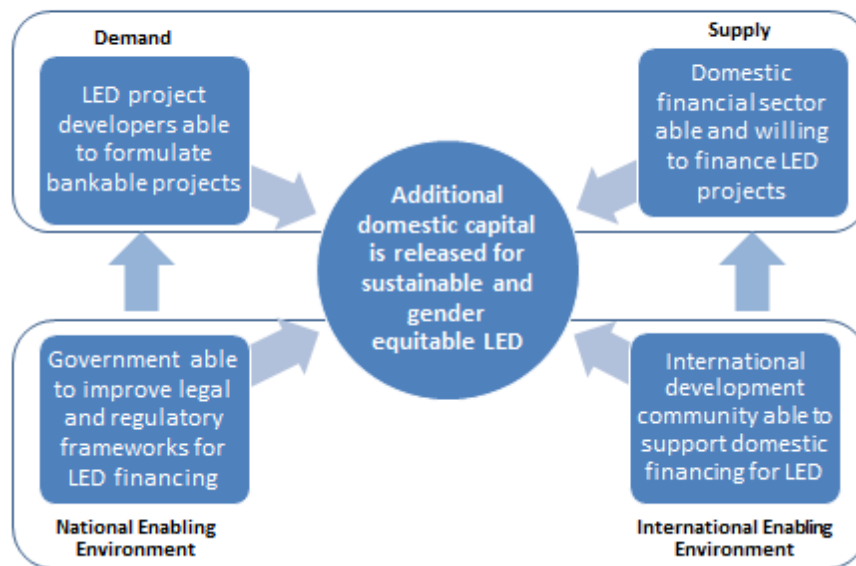 Demand
LED project
developers able
to formulate
bankable projects
Supply
Domestic
financial sector
able and willing
to finance LED
projects
Additional
domestic capital
is released for
sustainable and
gender
equitable LED
Government able
to improve legal
and regulatory
frameworks for
LED financing
National Enabling
Environment
International
development
community able to
support domestic
financing for LED
International Enabling
Environment